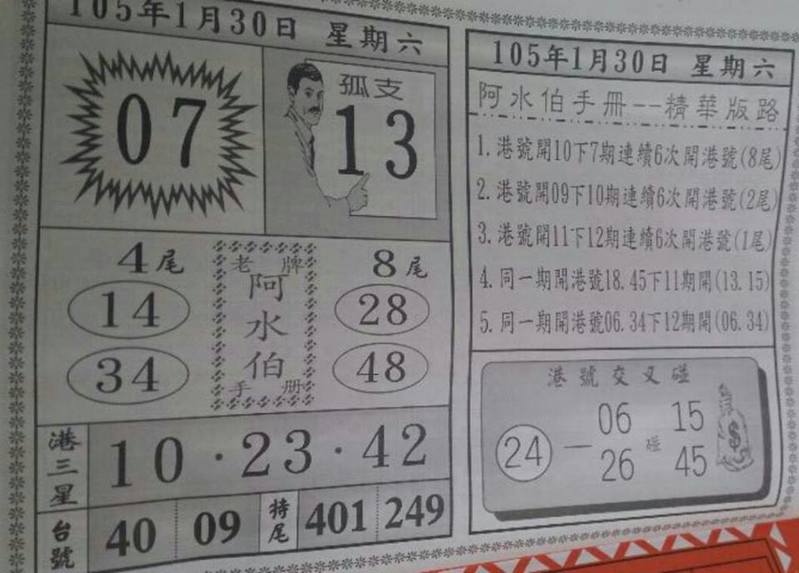 105年1月30日 星期六
07
孤支
13
4尾
14
34
老牌
阿水伯
手册
8尾
28
48
港三星
10·23·42
台號
40 09
特尾
401 249
105年1月30日 星期六
阿水伯手冊--精華版路
1.港號開10下7期連續6次開港號(8尾)
2.港號開09下10期連續6次開港號(2尾)
3.港號開11下12期連續6次開港號(1尾)
4.同一期開港號18.45下11期開(13.15)
5.同一期開港號06.34下12期開(06.34)
港號交叉碰
06 15
24 — 碰
26 45
$